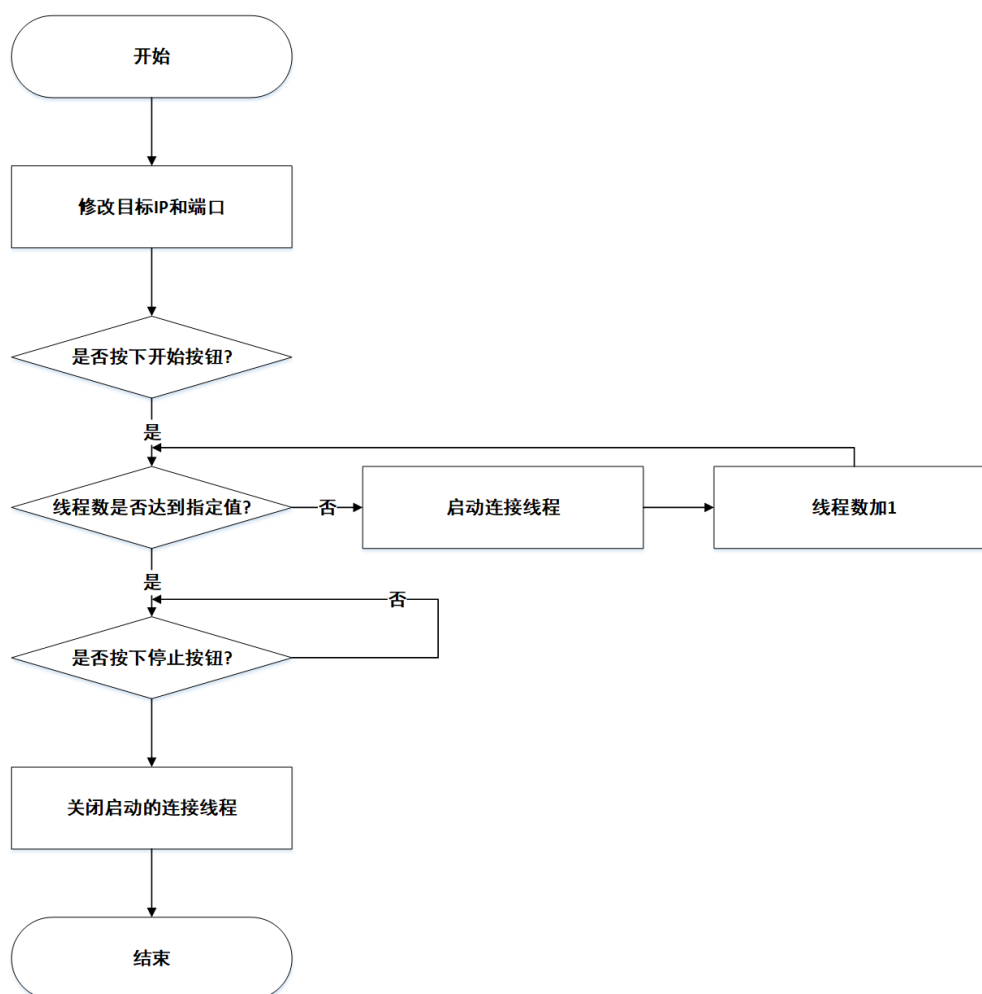 开始
修改目标IP和端口
是否按下开始按钮?
是
线程数是否达到指定值?
否
启动连接线程
线程数加1
是
否
是否按下停止按钮?
关闭启动的连接线程
结束